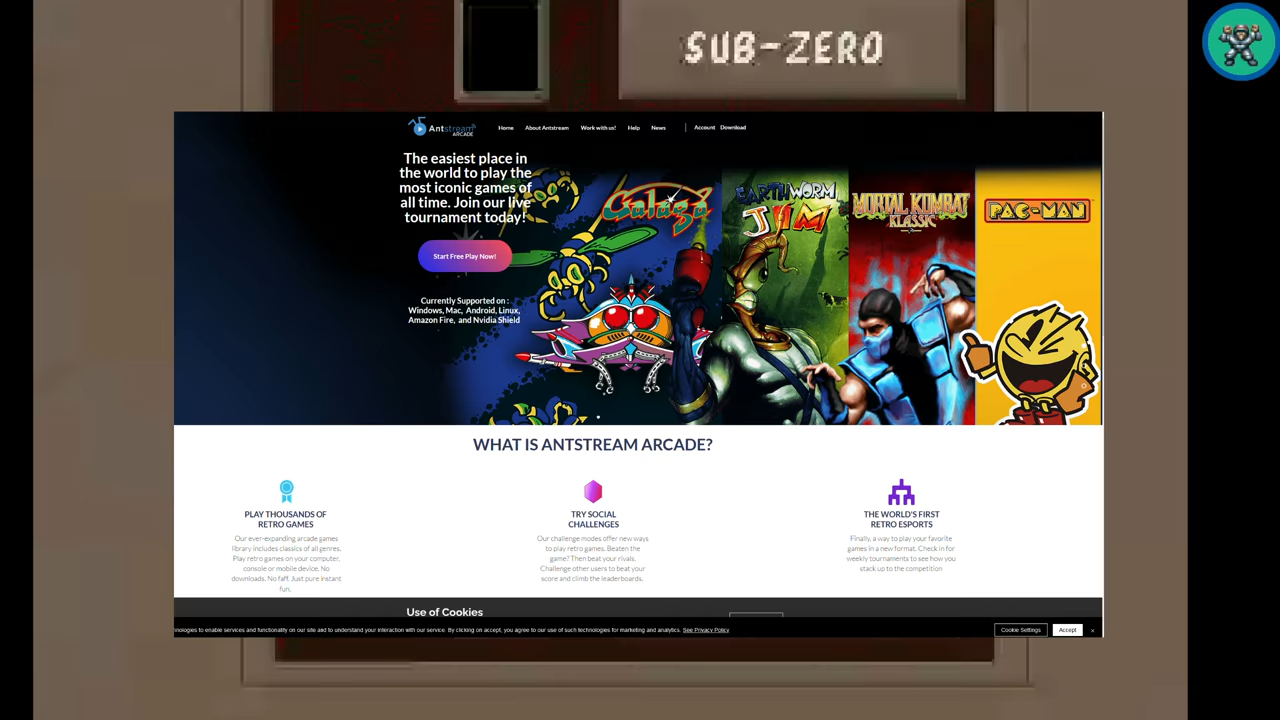 SUB-ZERO
Antstream
ARCADE
Home
About Antstream
Work with us!
Help
News
Account
Download
The easiest place in
the world to play the
most iconic games of
all time. Join our live
tournament today!
Start Free Play Now!
Currently Supported on :
Windows, Mac, Android, Linux,
Amazon Fire, and Nvidia Shield
Galaga
EARTHWORM
JIM
MORTAL KOMBAT
KLASSIC
PAC-MAN
WHAT IS ANTSTREAM ARCADE?
PLAY THOUSANDS OF
RETRO GAMES
Our ever-expanding arcade games
library includes classics of all genres.
Play retro games on your computer,
console or mobile device. No
downloads. No faff. Just pure instant
fun.
TRY SOCIAL
CHALLENGES
Our challenge modes offer new ways
to play retro games. Beaten the
game? Then beat your rivals.
Challenge other users to beat your
score and climb the leaderboards.
THE WORLD'S FIRST
RETRO ESPORTS
Finally, a way to play your favorite
games in a new format. Check in for
weekly tournaments to see how you
stack up to the competition
Use of Cookies
hnologies to enable services and functionality on our site and to understand your interaction with our service. By clicking on accept, you agree to our use of such technologies for marketing and analytics. See Privacy Policy
Cookie Settings
Accept
×